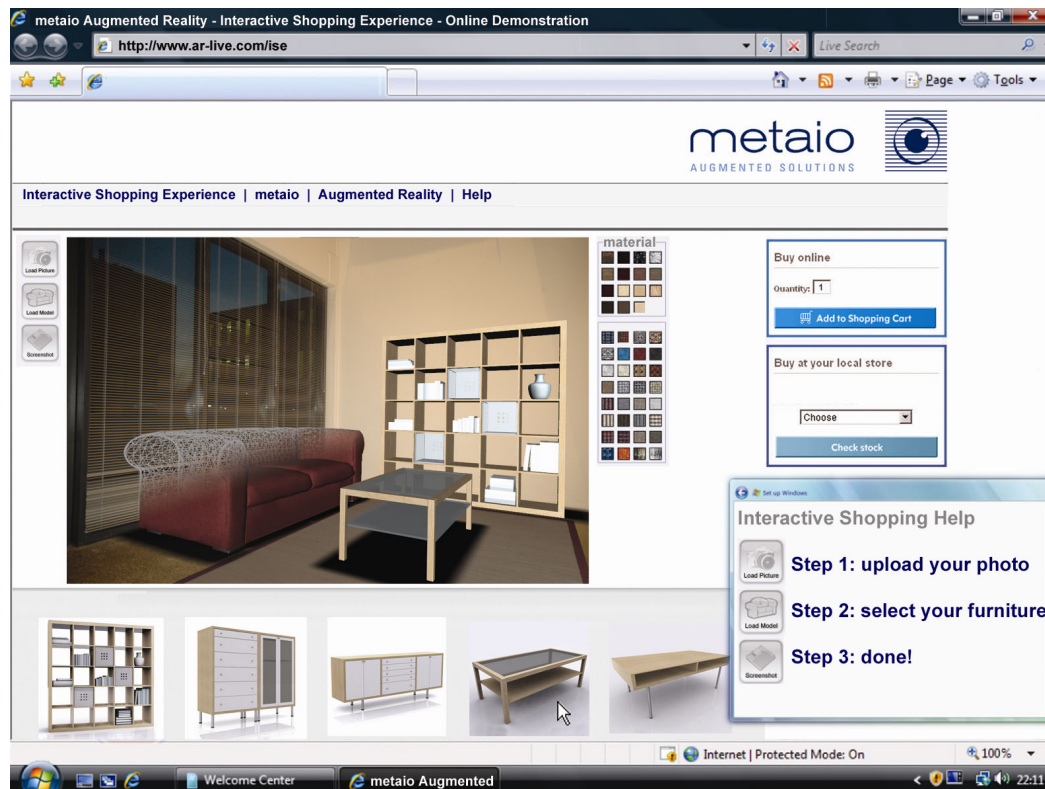 metaio Augmented Reality - Interactive Shopping Experience - Online Demonstration
http://www.ar-live.com/ise
Live Search
Page
Tools
metaio
AUGMENTED SOLUTIONS
Interactive Shopping Experience | metaio | Augmented Reality | Help
Load Picture
Load Model
Screenshot
material
Buy online
Quantity: 1
Add to Shopping Cart
Buy at your local store
Choose
Check stock
Set up Windows
Interactive Shopping Help
Load Picture
Step 1: upload your photo
Load Model
Step 2: select your furniture
Screenshot
Step 3: done!
Internet | Protected Mode: On
100%
Welcome Center
metaio Augmented
22:11